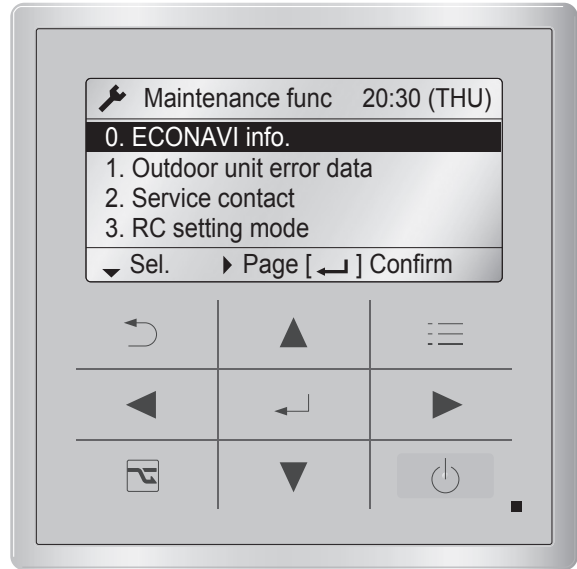 Maintenance func 20:30 (THU)
0. ECONAVI info.
1. Outdoor unit error data
2. Service contact
3. RC setting mode
Sel. Page [ ] Confirm